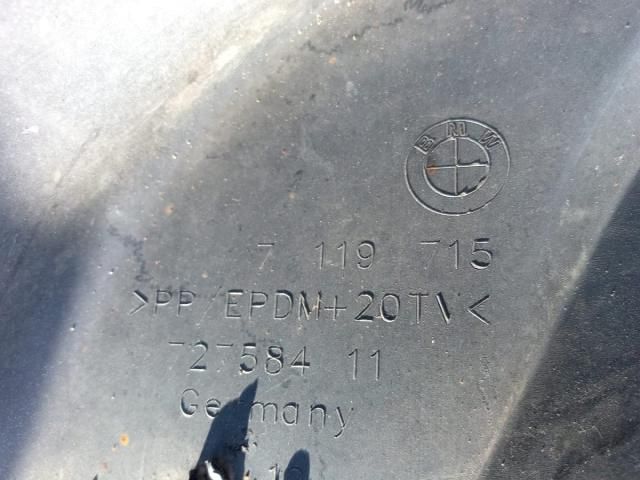 BMW
7 119 715
>PP/EPDM+20TV<
727584 11
Germany